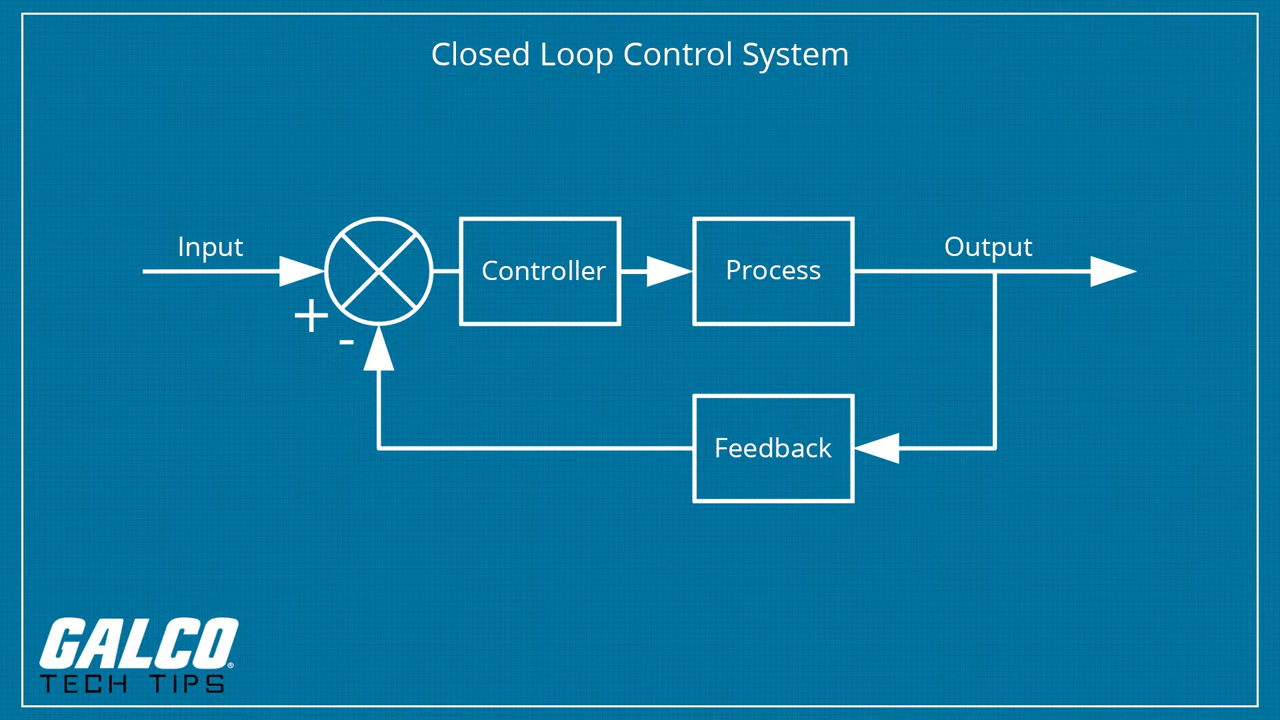 Closed Loop Control System
Input
Controller
Process
Output
+
-
Feedback
GALCO®
TECH TIPS